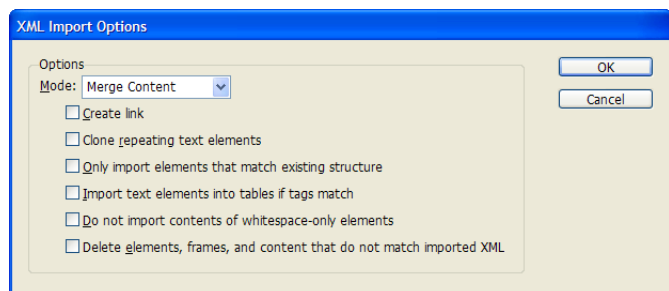 XML Import Options
Options
OK
Mode: Merge Content
Cancel
Create link
Clone repeating text elements
Only import elements that match existing structure
Import text elements into tables if tags match
Do not import contents of whitespace-only elements
Delete elements, frames, and content that do not match imported XML